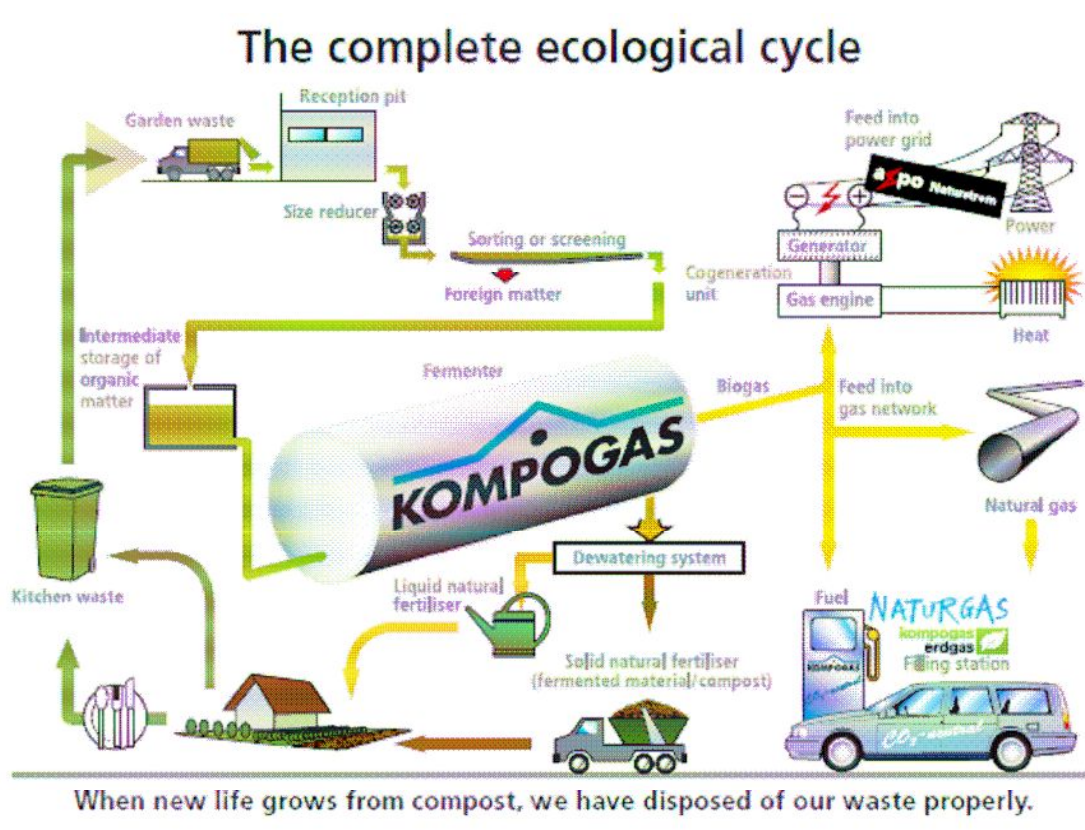 The complete ecological cycle
Reception pit
Garden waste
Size reducer
Sorting or screening
Foreign matter
Feed into
power grid
axpo Naturstrom
Power
Generator
Cogeneration
unit
Gas engine
Heat
Intermediate
storage of
organic
matter
Fermenter
KOMPOGAS
Biogas
Feed into
gas network
Natural gas
Kitchen waste
Dewatering system
Liquid natural
fertiliser
Solid natural fertiliser
(fermented material/compost)
Fuel
NATURGAS
kompogas
erdgas
Filling station
KOMPOGAS
CO₂-neutral
When new life grows from compost, we have disposed of our waste properly.